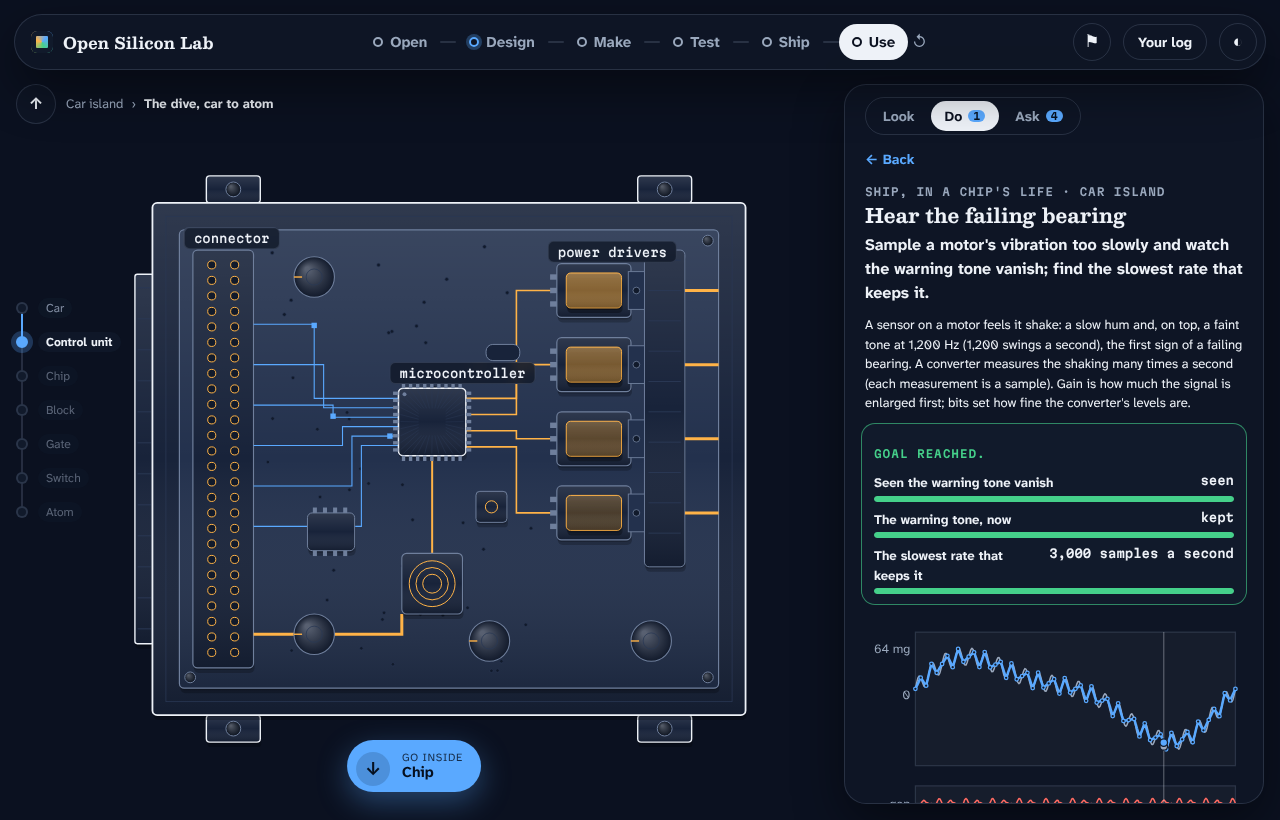 Open Silicon Lab
Open
Design
Make
Test
Ship
Use
Your log
Car island › The dive, car to atom
Look
Do 1
Ask 4
← Back
SHIP, IN A CHIP'S LIFE · CAR ISLAND
Hear the failing bearing
Sample a motor's vibration too slowly and watch
the warning tone vanish; find the slowest rate that
keeps it.
A sensor on a motor feels it shake: a slow hum and, on top, a faint
tone at 1,200 Hz (1,200 swings a second), the first sign of a failing
bearing. A converter measures the shaking many times a second
(each measurement is a sample). Gain is how much the signal is
enlarged first; bits set how fine the converter's levels are.
GOAL REACHED.
Seen the warning tone vanish
seen
The warning tone, now
kept
The slowest rate that
keeps it
3,000 samples a second
64 mg
0
connector
power drivers
microcontroller
Car
Control unit
Chip
Block
Gate
Switch
Atom
GO INSIDE
Chip